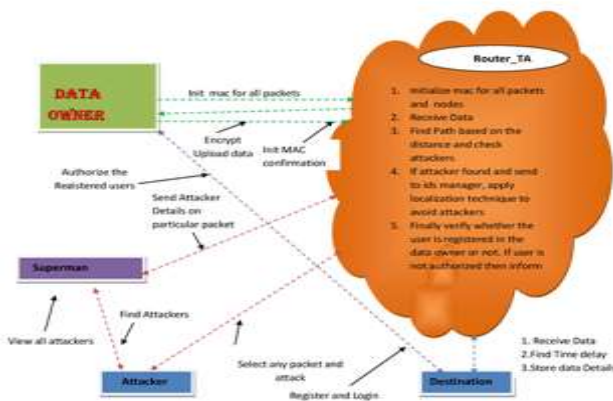 Router_TA
DATA
OWNER
Init mac for all packets
1. Initialize mac for all packets
and nodes
2. Receive Data
3. Find Path based on the
distance and check
attackers
4. If attacker found and send
to ids manager, apply
localization technique to
avoid attackers
5. Finally verify whether the
user is registered in the
data owner or not. If user is
not authorized then inform
Encrypt
Upload data
Init MAC
confirmation
Authorize the
Registered users
Send Attacker
Details on
particular packet
Superman
View all attackers
Find Attackers
Attacker
Select any packet and
attack
Register and Login
Destination
1. Receive Data
2.Find Time delay
3.Store data Details